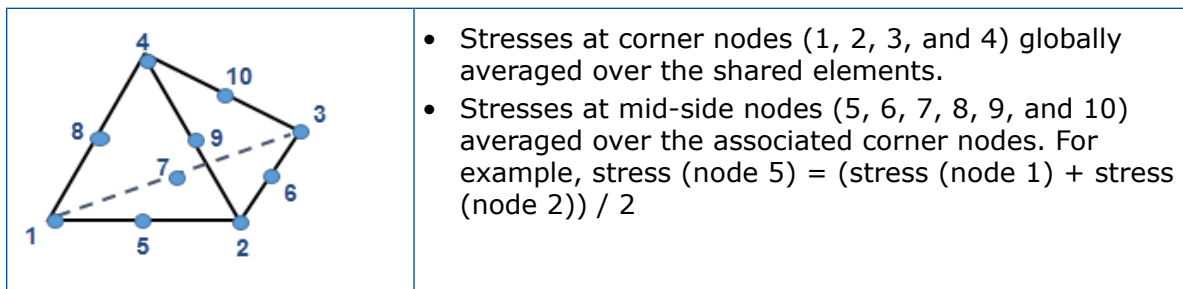 4
10
3
8
9
7
6
1
5
2
• Stresses at corner nodes (1, 2, 3, and 4) globally
averaged over the shared elements.
• Stresses at mid-side nodes (5, 6, 7, 8, 9, and 10)
averaged over the associated corner nodes. For
example, stress (node 5) = (stress (node 1) + stress
(node 2)) / 2